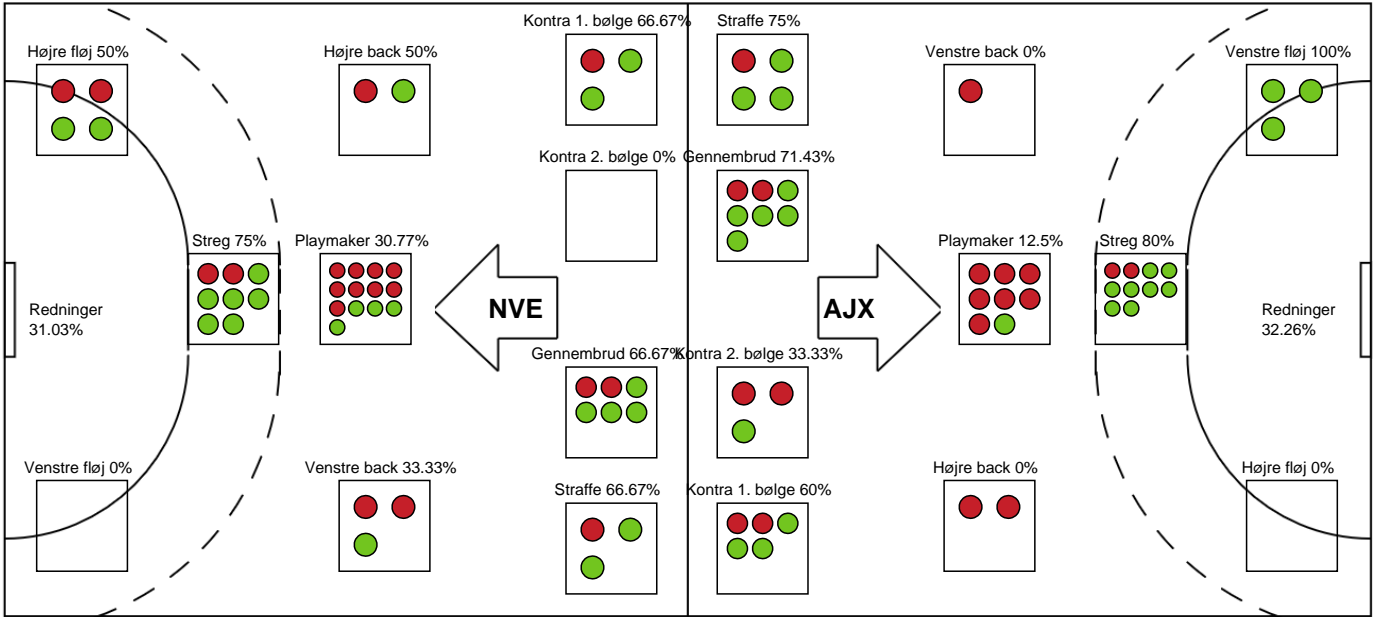 Kontra 1. bølge 66.67%
Straffe 75%
Højre fløj 50%
Højre back 50%
Venstre back 0%
Venstre fløj 100%
Kontra 2. bølge 0%
Gennembrud 71.43%
Streg 75%
Playmaker 30.77%
Playmaker 12.5%
Streg 80%
Redninger
31.03%
NVE
AJX
Redninger
32.26%
Gennembrud 66.67%
Kontra 2. bølge 33.33%
Venstre fløj 0%
Venstre back 33.33%
Straffe 66.67%
Kontra 1. bølge 60%
Højre back 0%
Højre fløj 0%